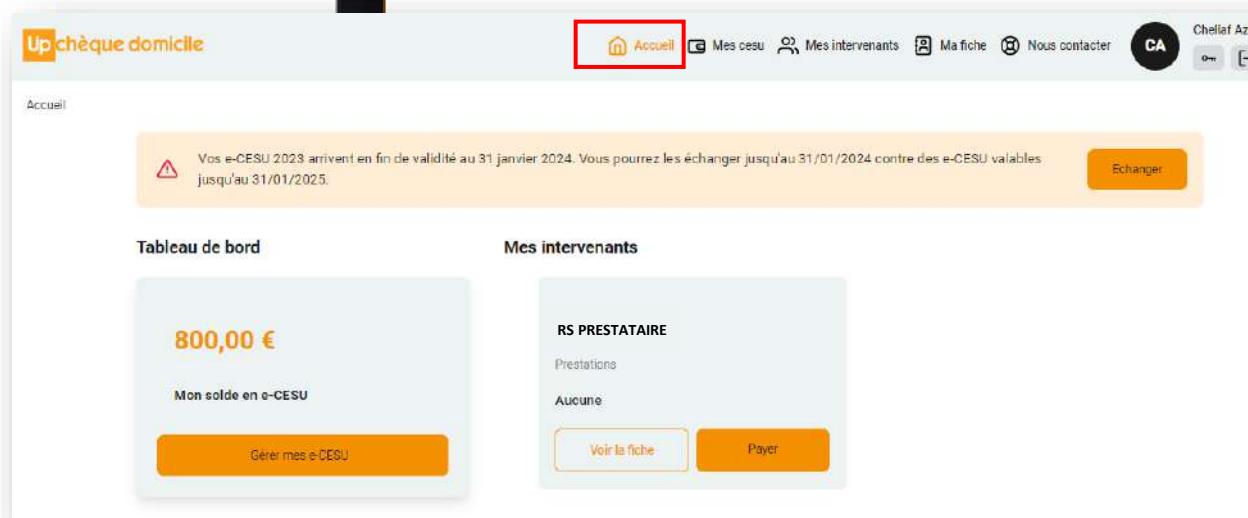 Up chèque domicile
Accueil
Mes cesu
Mes intervenants
Ma fiche
Nous contacter
CA
Chellaf Az
Accueil
Vos e-CESU 2023 arrivent en fin de validité au 31 janvier 2024. Vous pourrez les échanger jusqu'au 31/01/2024 contre des e-CESU valables
jusqu'au 31/01/2025.
Echanger
Tableau de bord
Mes intervenants
800,00 €
Mon solde en e-CESU
Gérer mes e-CESU
RS PRESTATAIRE
Prestations
Aucune
Voir la fiche
Payer